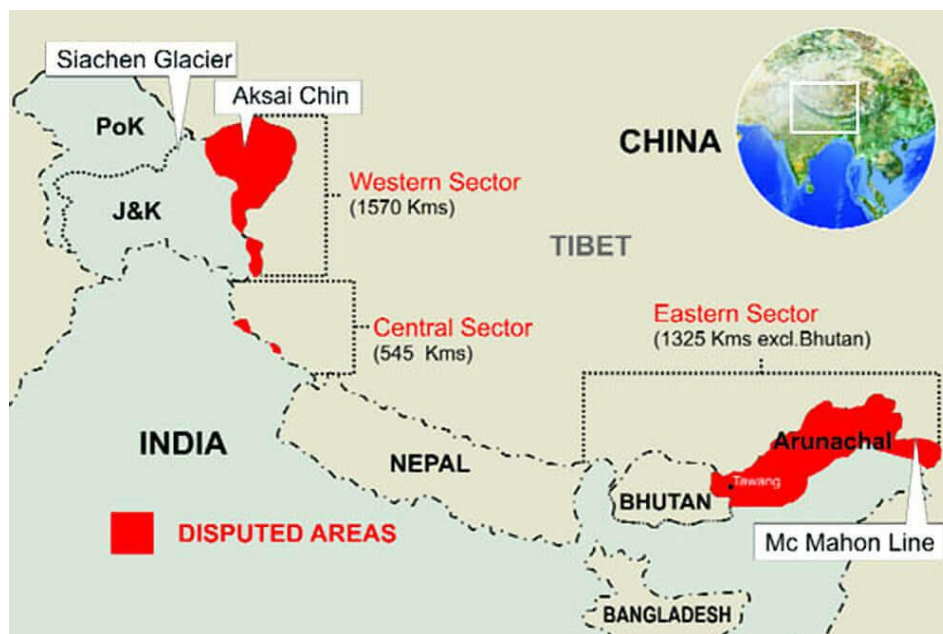 Siachen Glacier
Aksai Chin
PoK
CHINA
Western Sector
(1570 Kms)
J&K
TIBET
Central Sector
(545 Kms)
Eastern Sector
(1325 Kms excl.Bhutan)
INDIA
NEPAL
Arunachal
Tawang
BHUTAN
DISPUTED AREAS
Mc Mahon Line
BANGLADESH